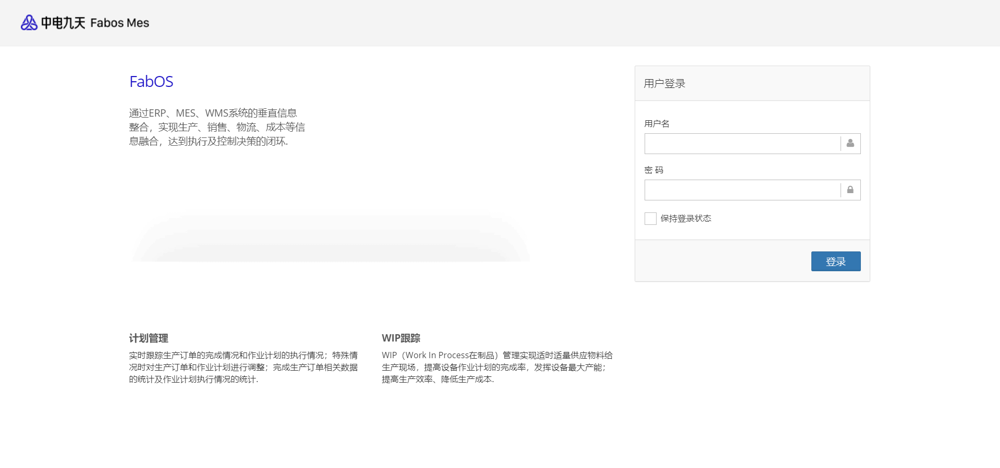 中电九天 Fabos Mes
FabOS
通过ERP、MES、WMS系统的垂直信息
整合，实现生产、销售、物流、成本等信
息融合，达到执行及控制决策的闭环.
用户登录
用户名
密 码
保持登录状态
登录
计划管理
实时跟踪生产订单的完成情况和作业计划的执行情况；特殊情
况时对生产订单和作业计划进行调整；完成生产订单相关数据
的统计及作业计划执行情况的统计.
WIP跟踪
WIP（Work In Process在制品）管理实现适时适量供应物料给
生产现场，提高设备作业计划的完成率，发挥设备最大产能；
提高生产效率、降低生产成本.